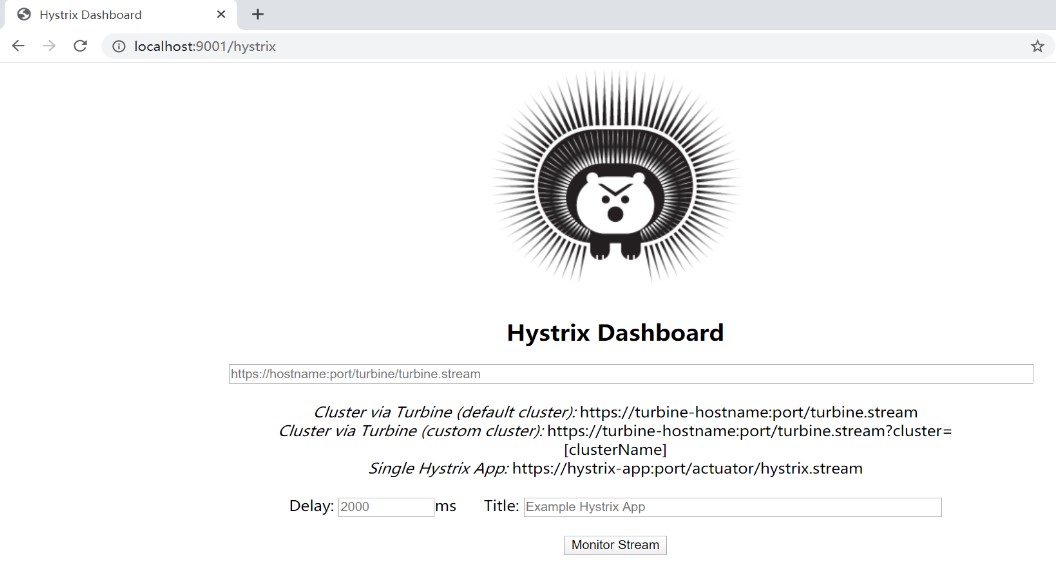 Hystrix Dashboard
localhost:9001/hystrix
Hystrix Dashboard
https://hostname:port/turbine/turbine.stream
Cluster via Turbine (default cluster): https://turbine-hostname:port/turbine.stream
Cluster via Turbine (custom cluster): https://turbine-hostname:port/turbine.stream?cluster=
[clusterName]
Single Hystrix App: https://hystrix-app:port/actuator/hystrix.stream
Delay: 2000 ms Title: Example Hystrix App
Monitor Stream